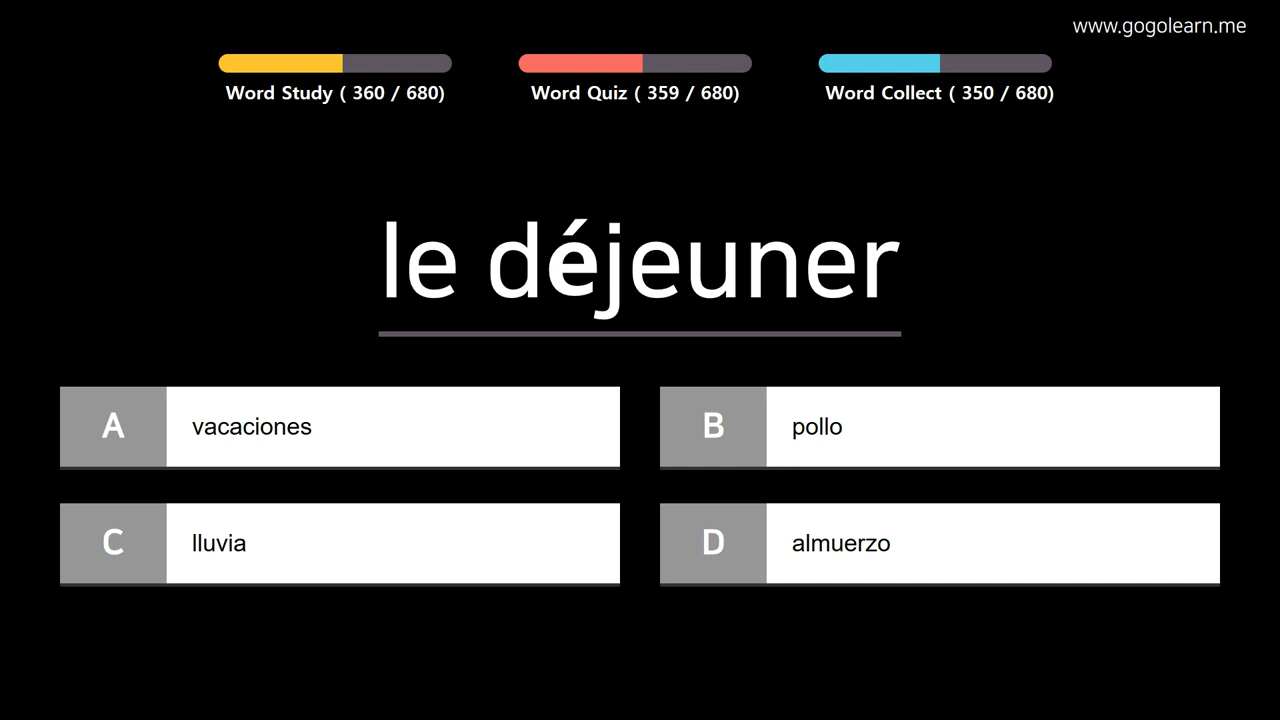 www.gogolearn.me
Word Study ( 360 / 680)
Word Quiz ( 359 / 680)
Word Collect ( 350 / 680)
le déjeuner
A vacaciones
B pollo
C lluvia
D almuerzo